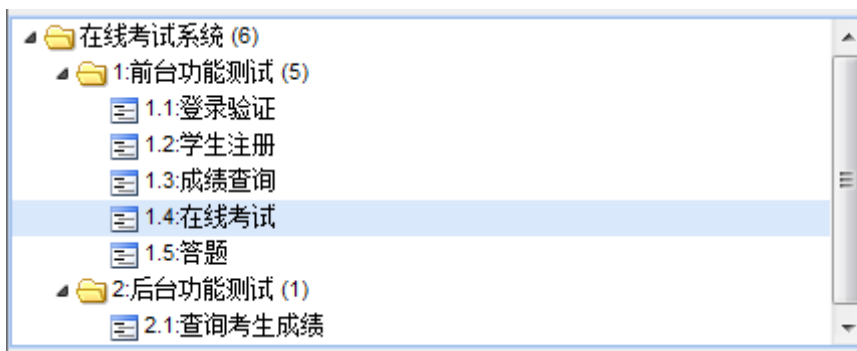 在线考试系统 (6)
1:前台功能测试 (5)
1.1:登录验证
1.2:学生注册
1.3:成绩查询
1.4:在线考试
1.5:答题
2:后台功能测试 (1)
2.1:查询考生成绩